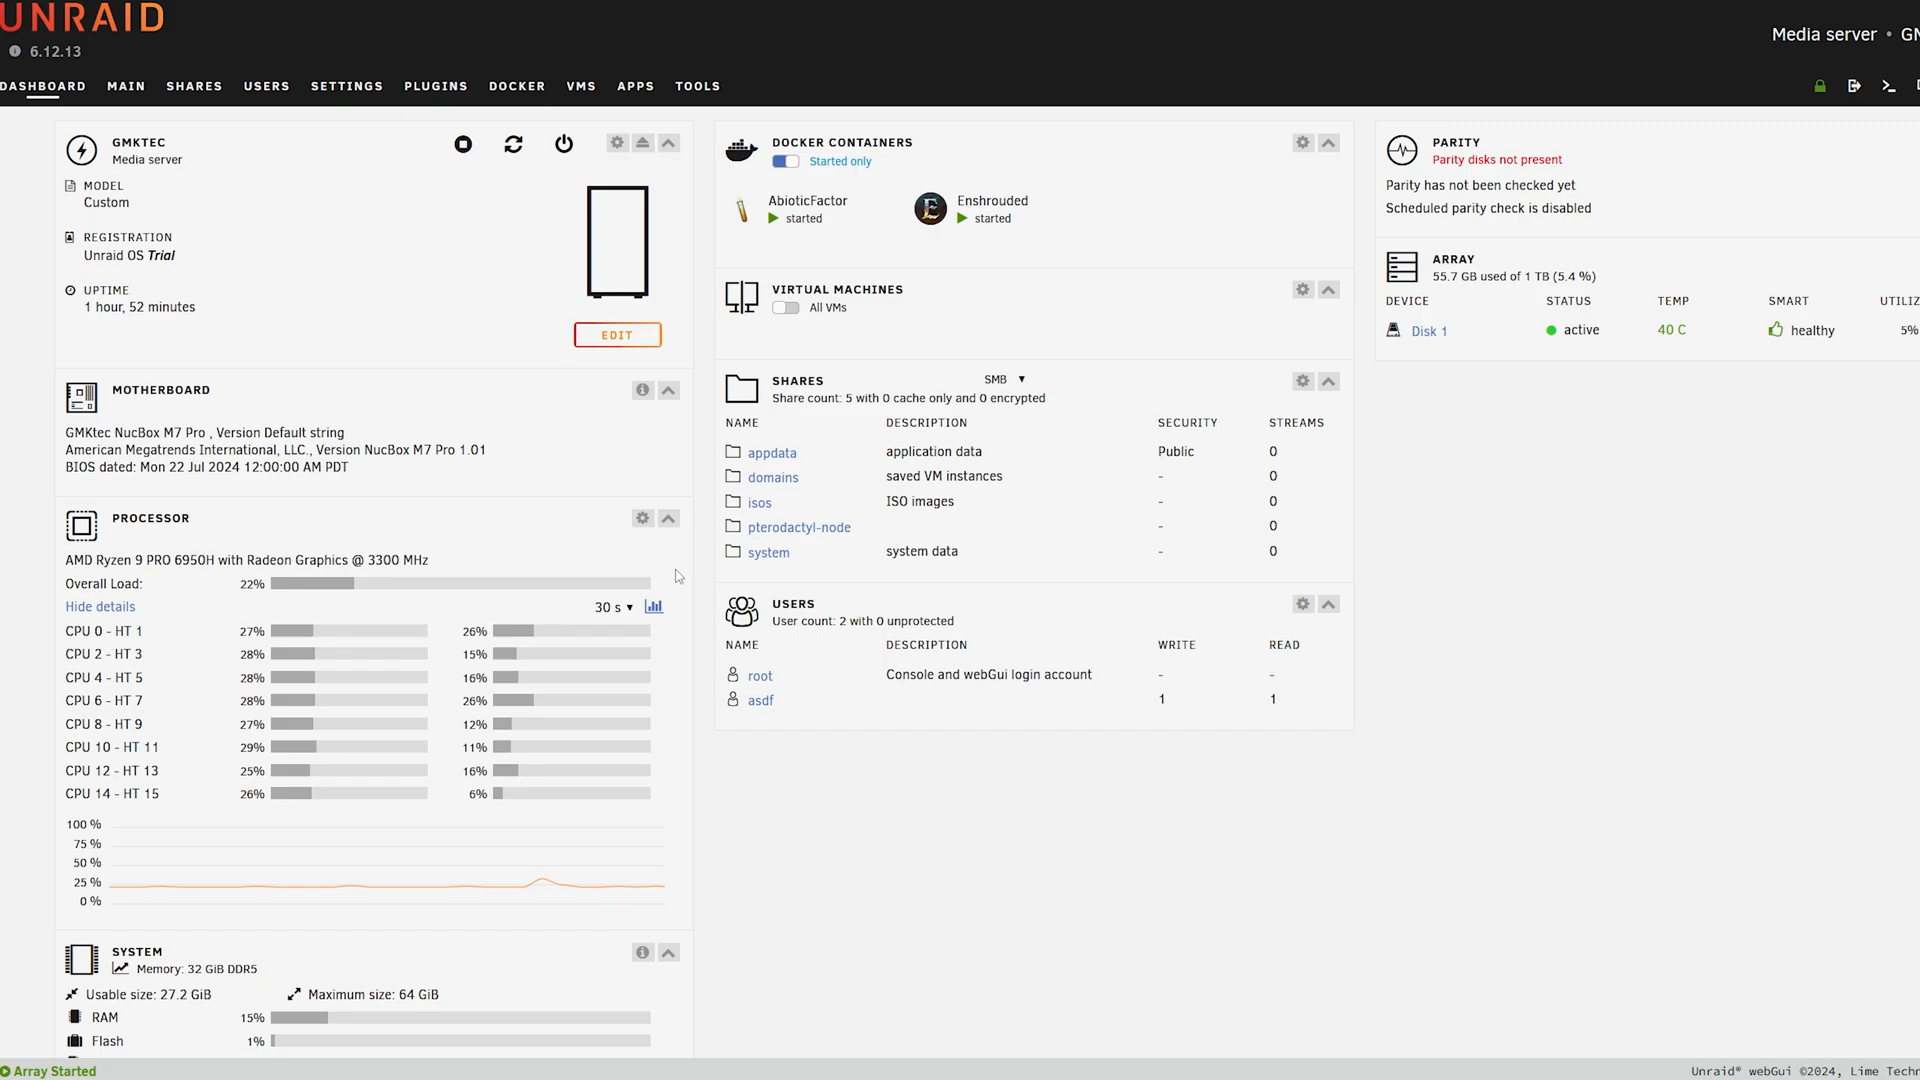 UNRAID
6.12.13
Media server • GM
DASHBOARD MAIN SHARES USERS SETTINGS PLUGINS DOCKER VMS APPS TOOLS
GMKTEC
Media server
MODEL
Custom
REGISTRATION
Unraid OS Trial
UPTIME
1 hour, 52 minutes
EDIT
MOTHERBOARD
GMKtec NucBox M7 Pro , Version Default string
American Megatrends International, LLC., Version NucBox M7 Pro 1.01
BIOS dated: Mon 22 Jul 2024 12:00:00 AM PDT
PROCESSOR
AMD Ryzen 9 PRO 6950H with Radeon Graphics @ 3300 MHz
Overall Load: 22%
Hide details 30 s ▾
CPU 0 - HT 1 27% 26%
CPU 2 - HT 3 28% 15%
CPU 4 - HT 5 28% 16%
CPU 6 - HT 7 28% 26%
CPU 8 - HT 9 27% 12%
CPU 10 - HT 11 29% 11%
CPU 12 - HT 13 25% 16%
CPU 14 - HT 15 26% 6%
100 %
75 %
50 %
25 %
0 %
SYSTEM
Memory: 32 GiB DDR5
Usable size: 27.2 GiB Maximum size: 64 GiB
RAM 15%
Flash 1%
DOCKER CONTAINERS
Started only
AbioticFactor Enshrouded
started started
VIRTUAL MACHINES
All VMs
SHARES SMB ▾
Share count: 5 with 0 cache only and 0 encrypted
NAME DESCRIPTION SECURITY STREAMS
appdata application data Public 0
domains saved VM instances - 0
isos ISO images - 0
pterodactyl-node - 0
system system data - 0
USERS
User count: 2 with 0 unprotected
NAME DESCRIPTION WRITE READ
root Console and webGui login account - -
asdf 1 1
PARITY
Parity disks not present
Parity has not been checked yet
Scheduled parity check is disabled
ARRAY
55.7 GB used of 1 TB (5.4 %)
DEVICE STATUS TEMP SMART UTILIZ
Disk 1 active 40 C healthy 5%
Array Started
Unraid® webGui ©2024, Lime Techn